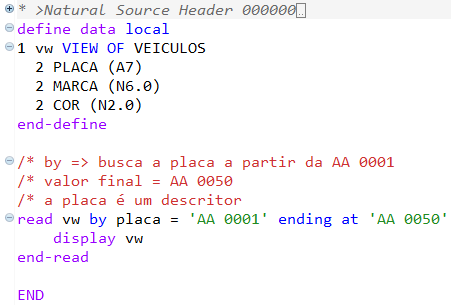 * >Natural Source Header 000000
define data local
1 vw VIEW OF VEICULOS
2 PLACA (A7)
2 MARCA (N6.0)
2 COR (N2.0)
end-define
/* by => busca a placa a partir da AA 0001
/* valor final = AA 0050
/* a placa é um descritor
read vw by placa = 'AA 0001' ending at 'AA 0050'
display vw
end-read
END